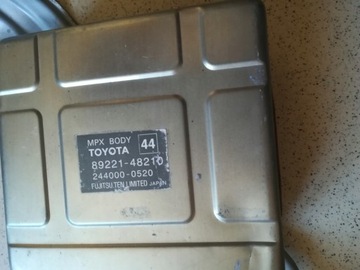 MPX BODY 44
TOYOTA
89221-48210
244000-0520
FUJITSU TEN LIMITED JAPAN